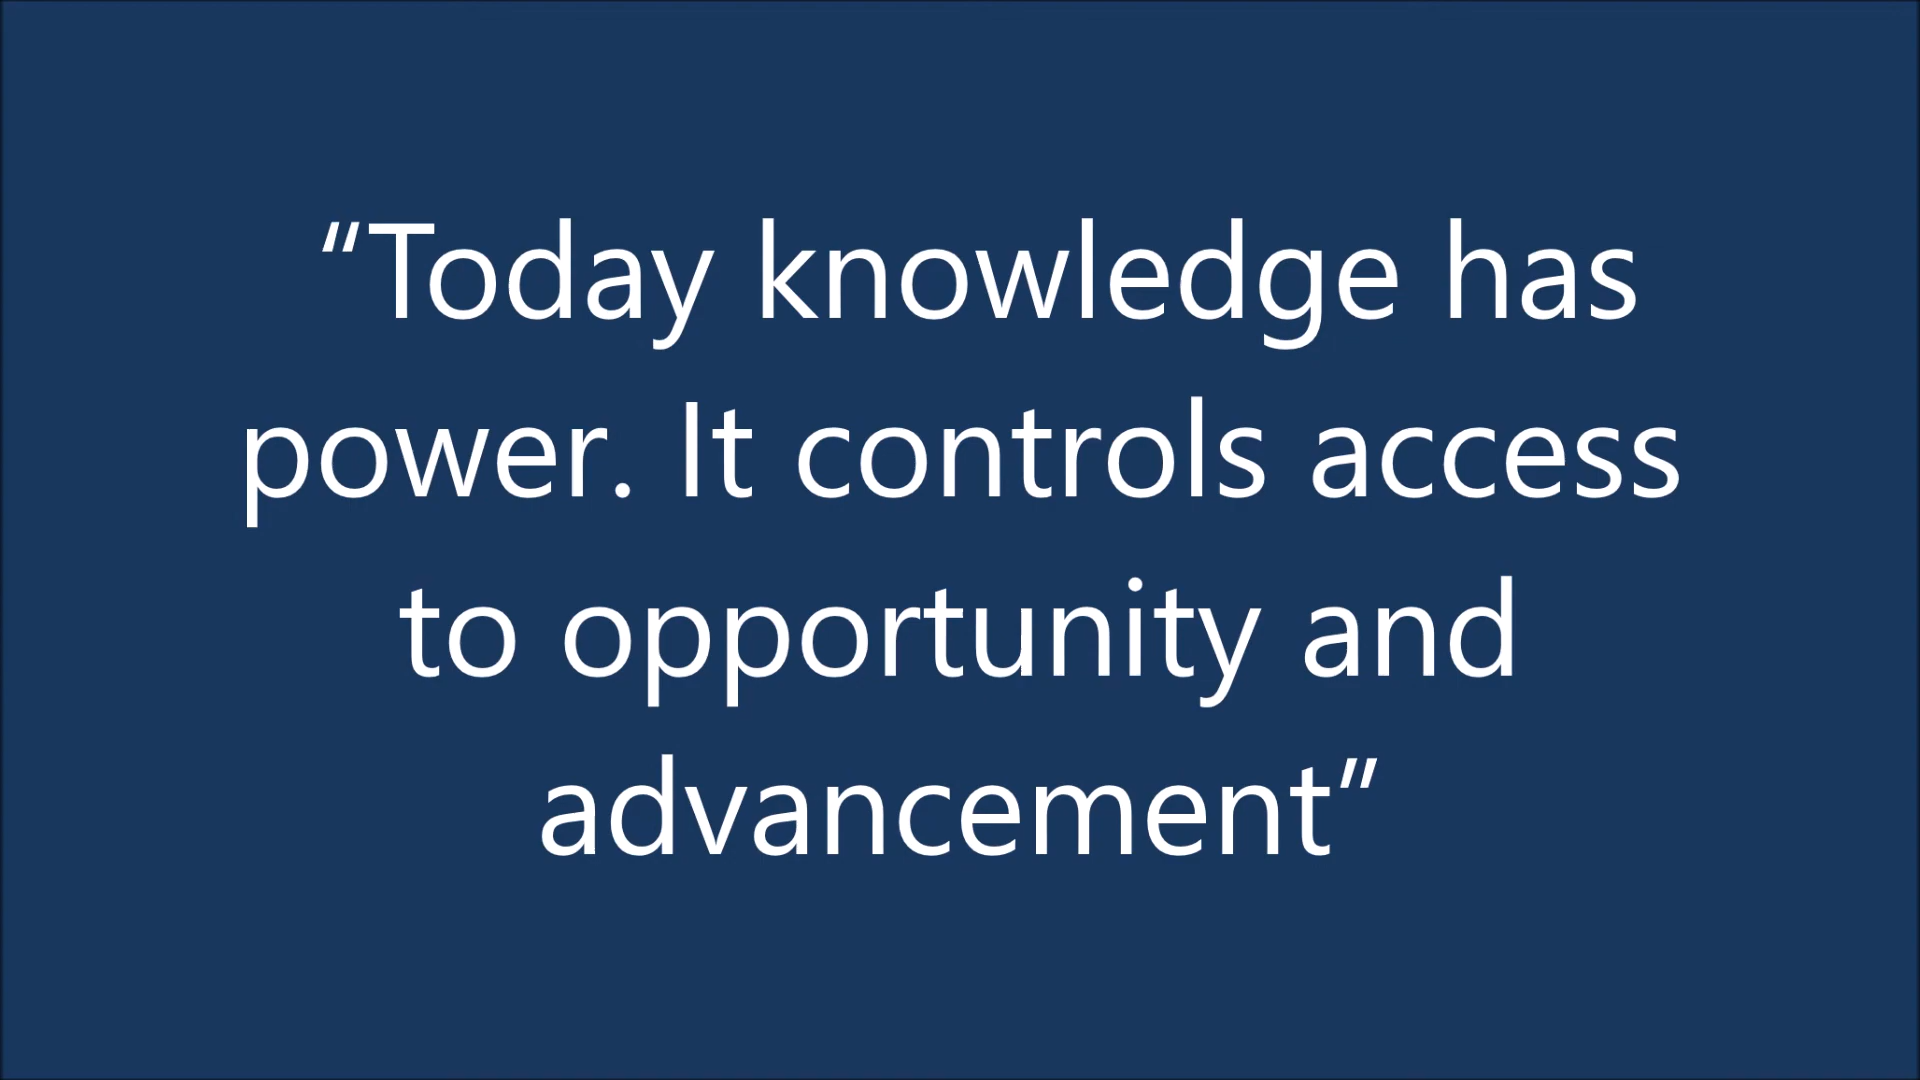 “Today knowledge has
power. It controls access
to opportunity and
advancement”